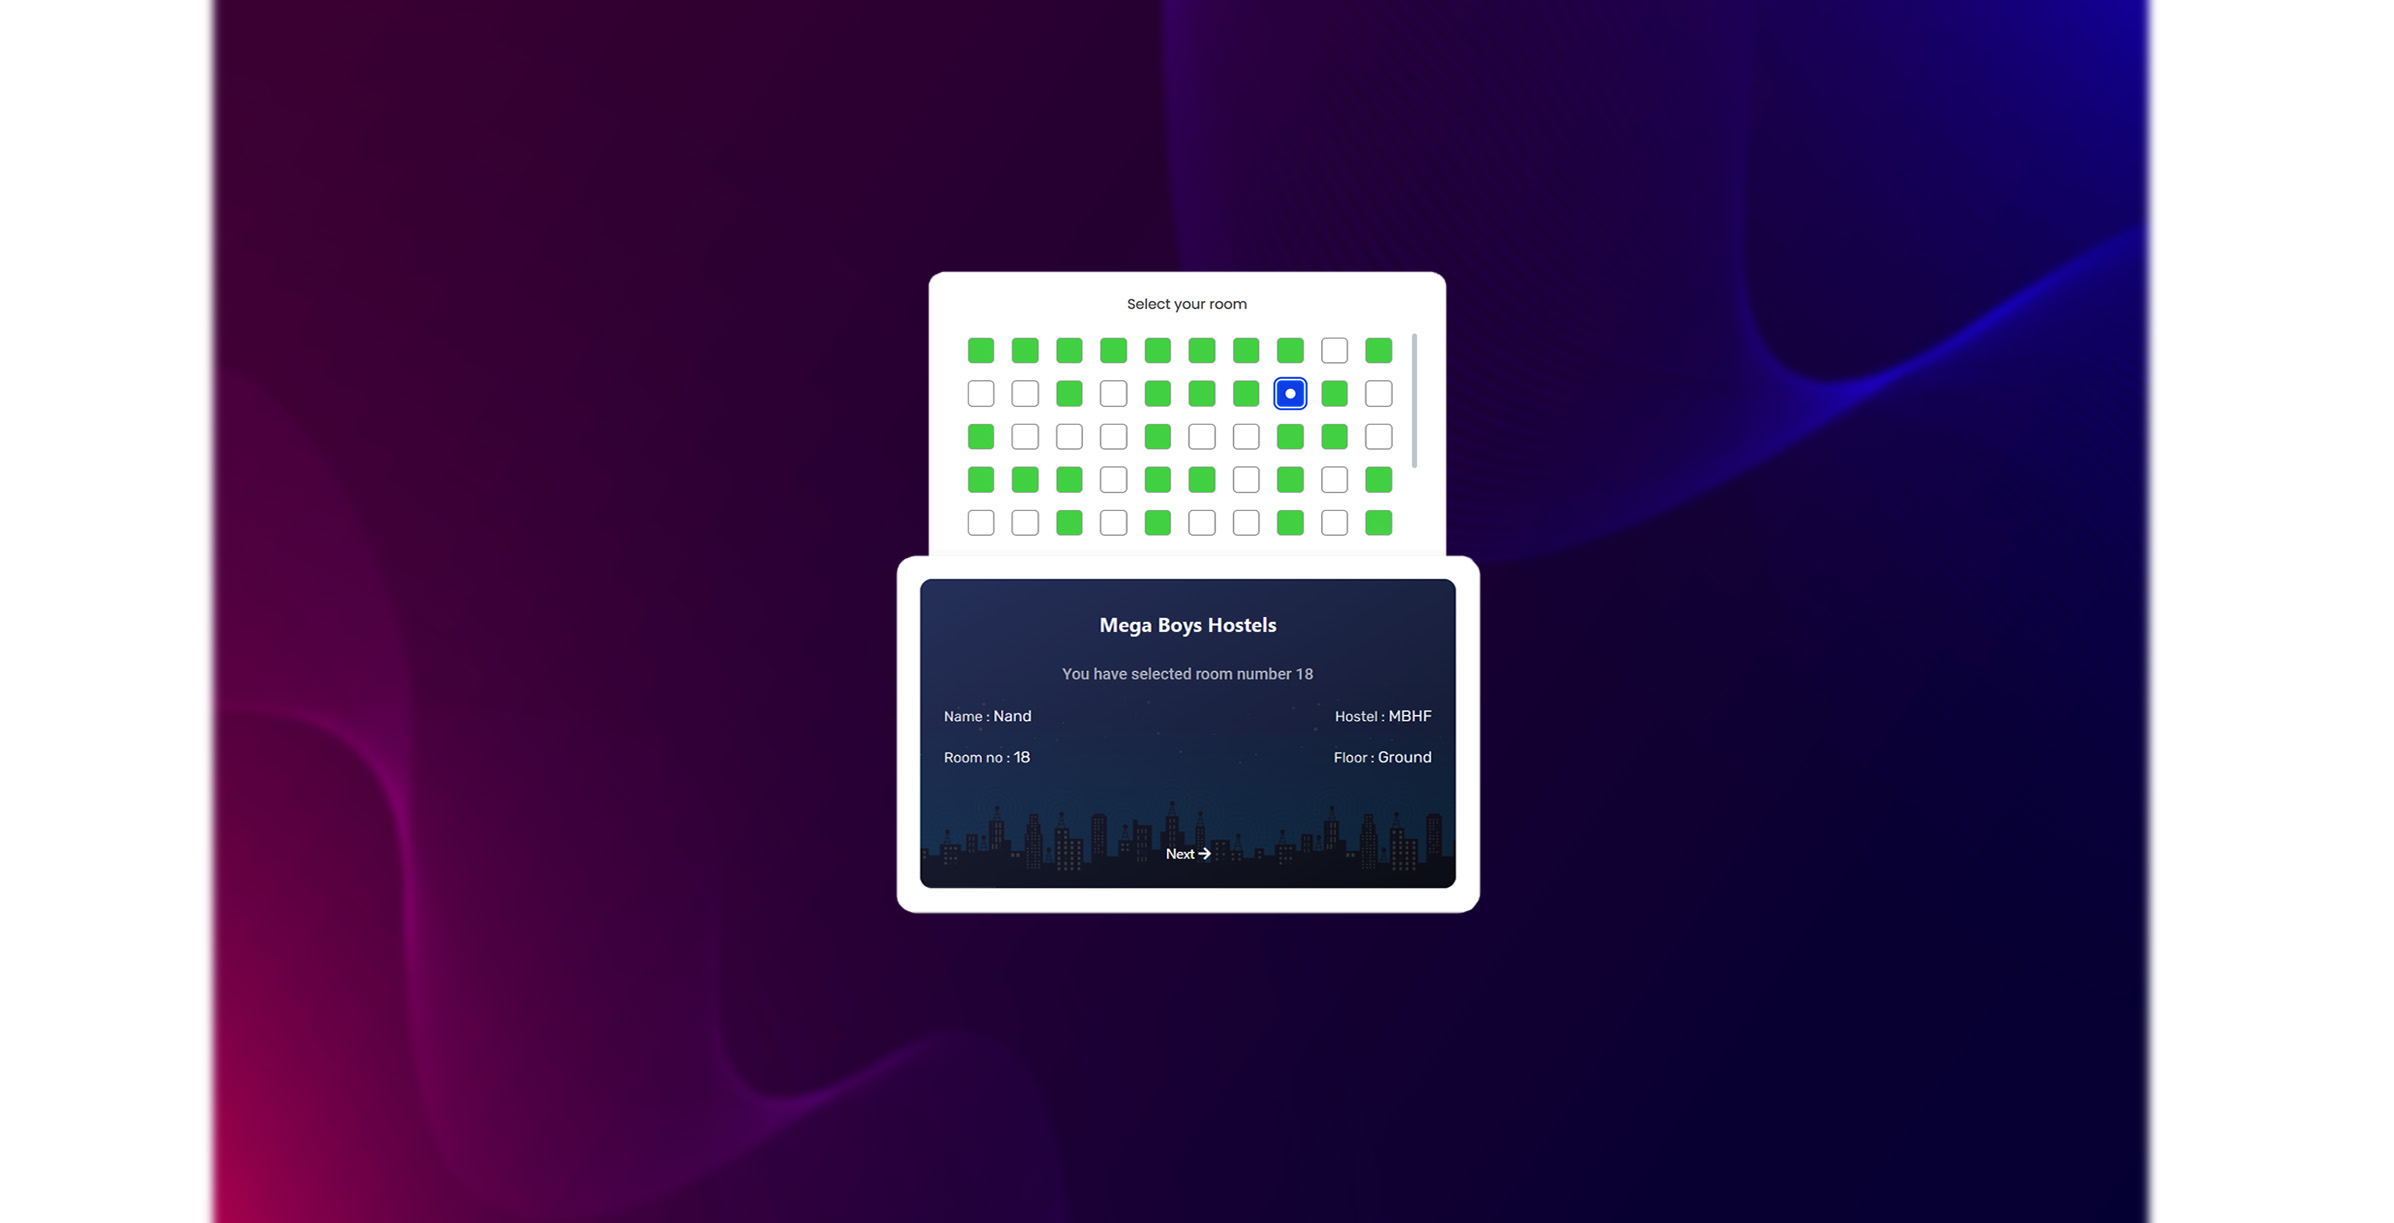 Select your room
Mega Boys Hostels
You have selected room number 18
Name : Nand
Hostel : MBHF
Room no : 18
Floor : Ground
Next →